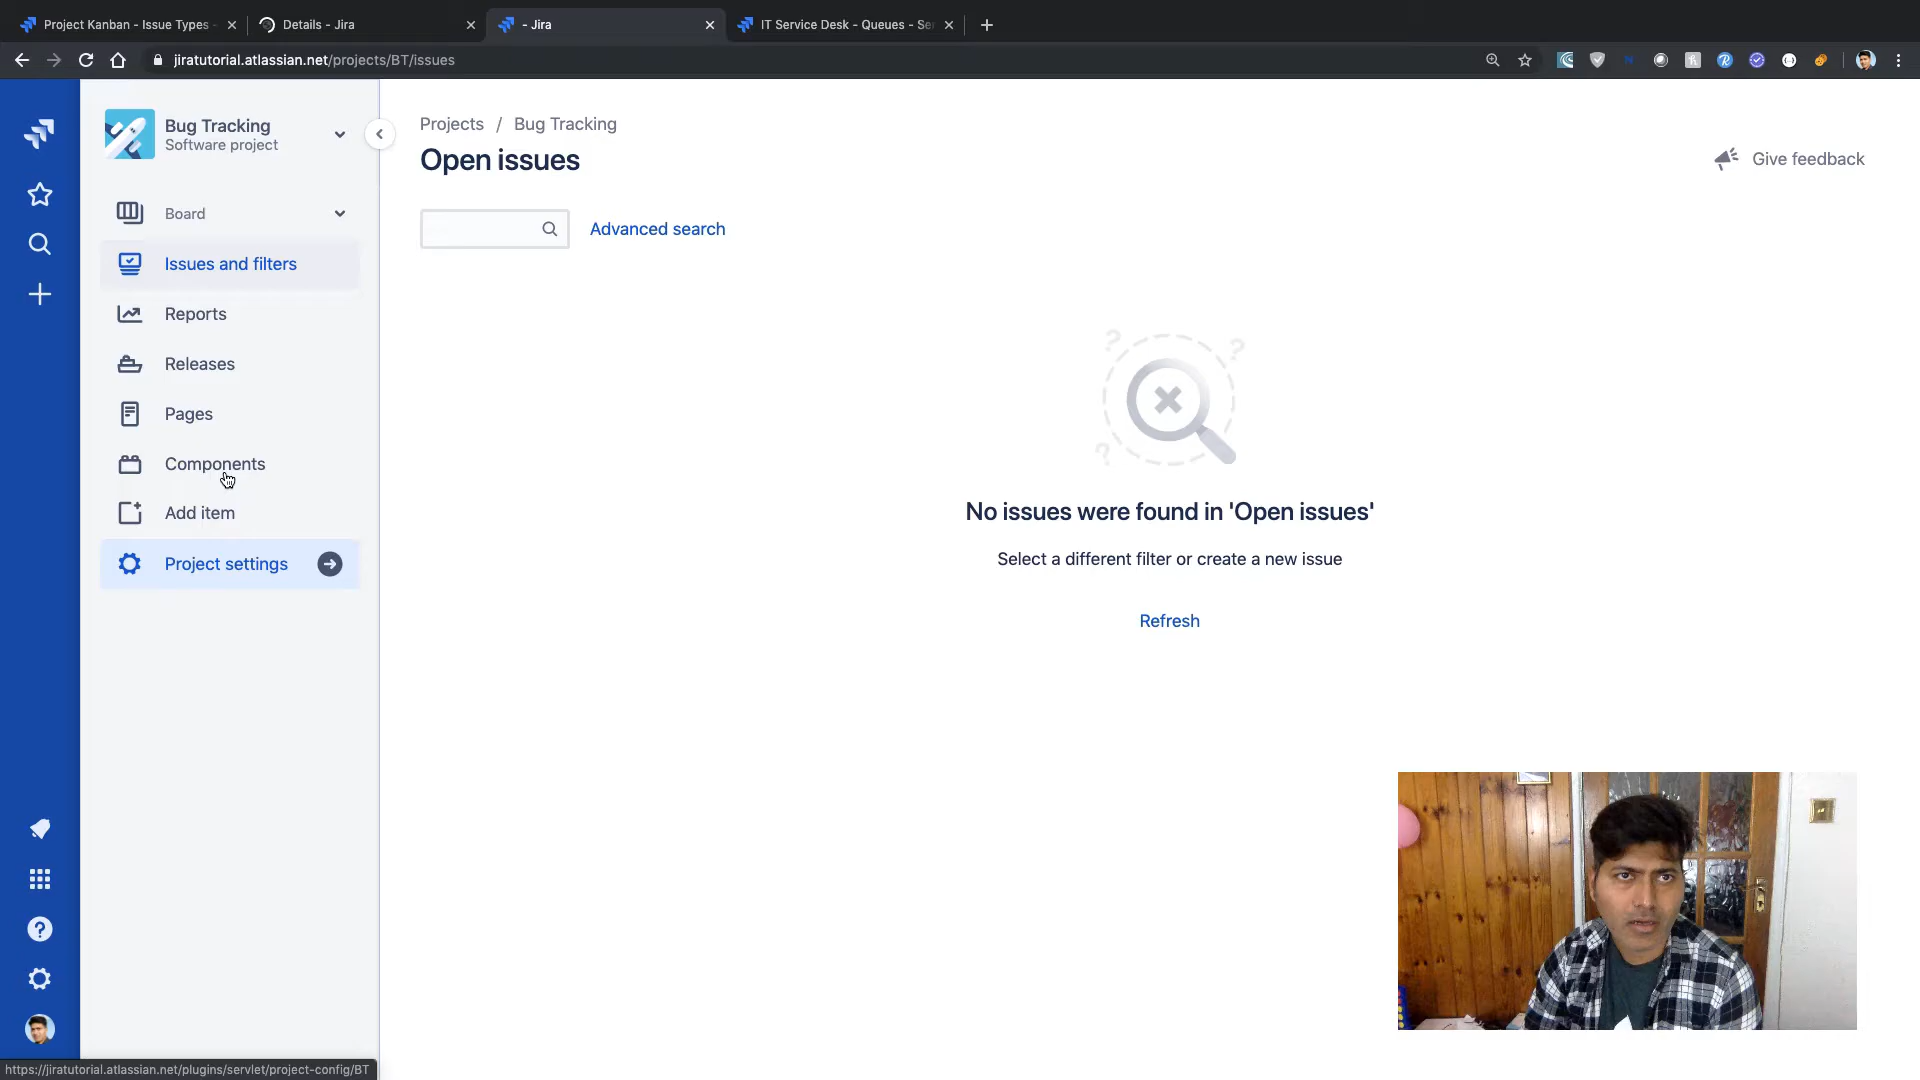 Project Kanban - Issue Types -
Details - Jira
- Jira
IT Service Desk - Queues - Se
jiratutorial.atlassian.net/projects/BT/issues
Bug Tracking
Software project
Board
Issues and filters
Reports
Releases
Pages
Components
Add item
Project settings
Projects / Bug Tracking
Open issues
Give feedback
Advanced search
No issues were found in 'Open issues'
Select a different filter or create a new issue
Refresh
https://jiratutorial.atlassian.net/plugins/servlet/project-config/BT